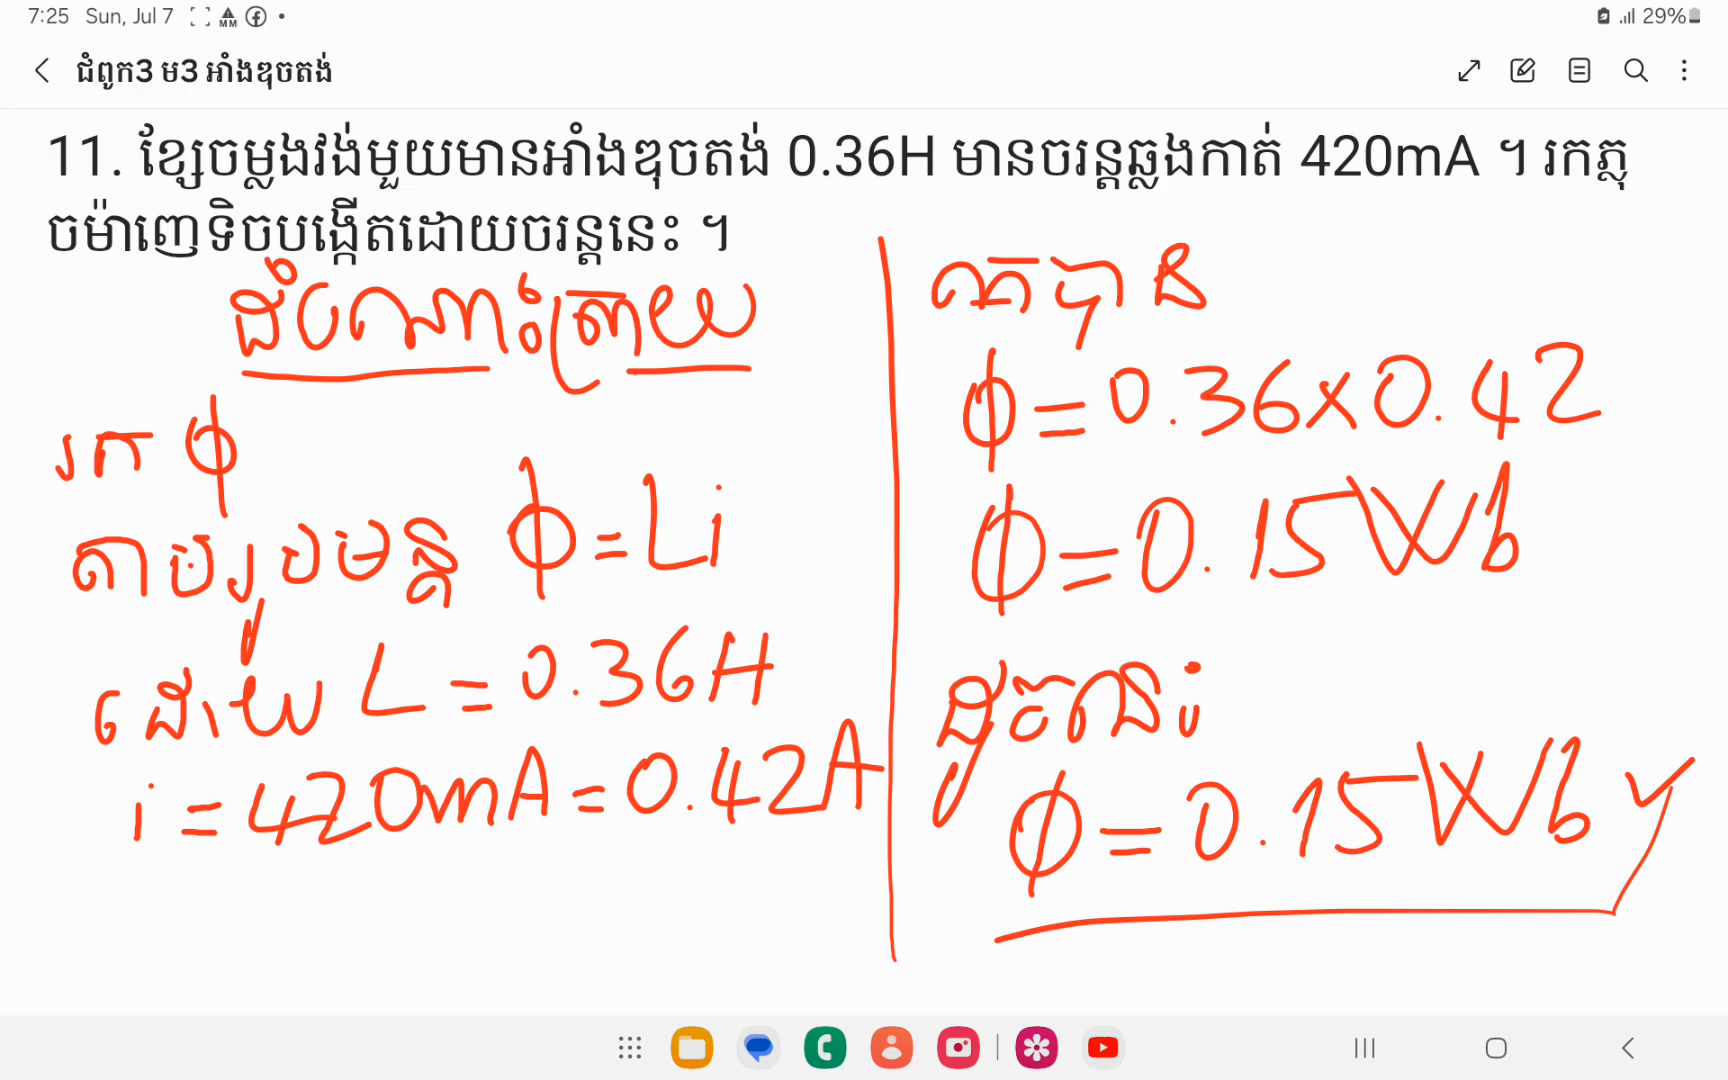 7:25 Sun, Jul 7
29%
ជំពូក3 ម3 អាំងឌុចតង់
11. ខ្សែចម្លងវង់មួយមានអាំងឌុចតង់ 0.36H មានចរន្តឆ្លងកាត់ 420mA ។ រកភ្លុ
ចម៉ាញេទិចបង្កើតដោយចរន្តនេះ ។
ដំណោះស្រាយ
រក ϕ
តាមរូបមន្ត ϕ=Li
ដោយ L=0.36H
i=420mA=0.42A
គេបាន
ϕ=0.36×0.42
ϕ=0.15Wb
ដូចនេះ
ϕ=0.15Wb